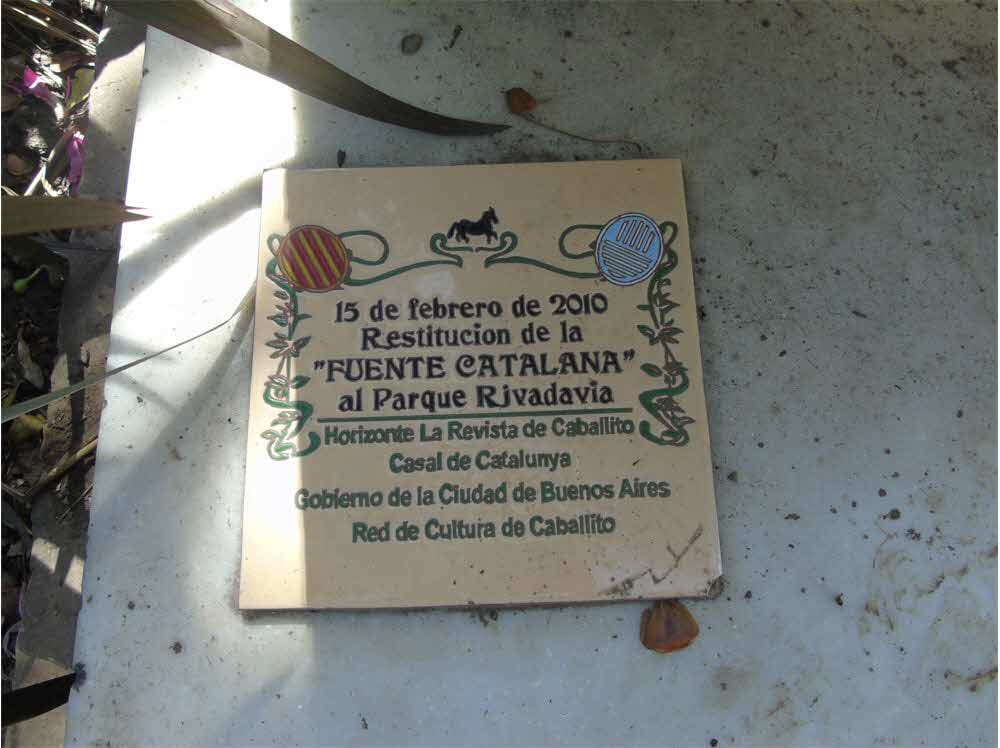 15 de febrero de 2010
Restitucion de la
"FUENTE CATALANA"
al Parque Rivadavia
Horizonte La Revista de Caballito
Casal de Catalunya
Gobierno de la Ciudad de Buenos Aires
Red de Cultura de Caballito